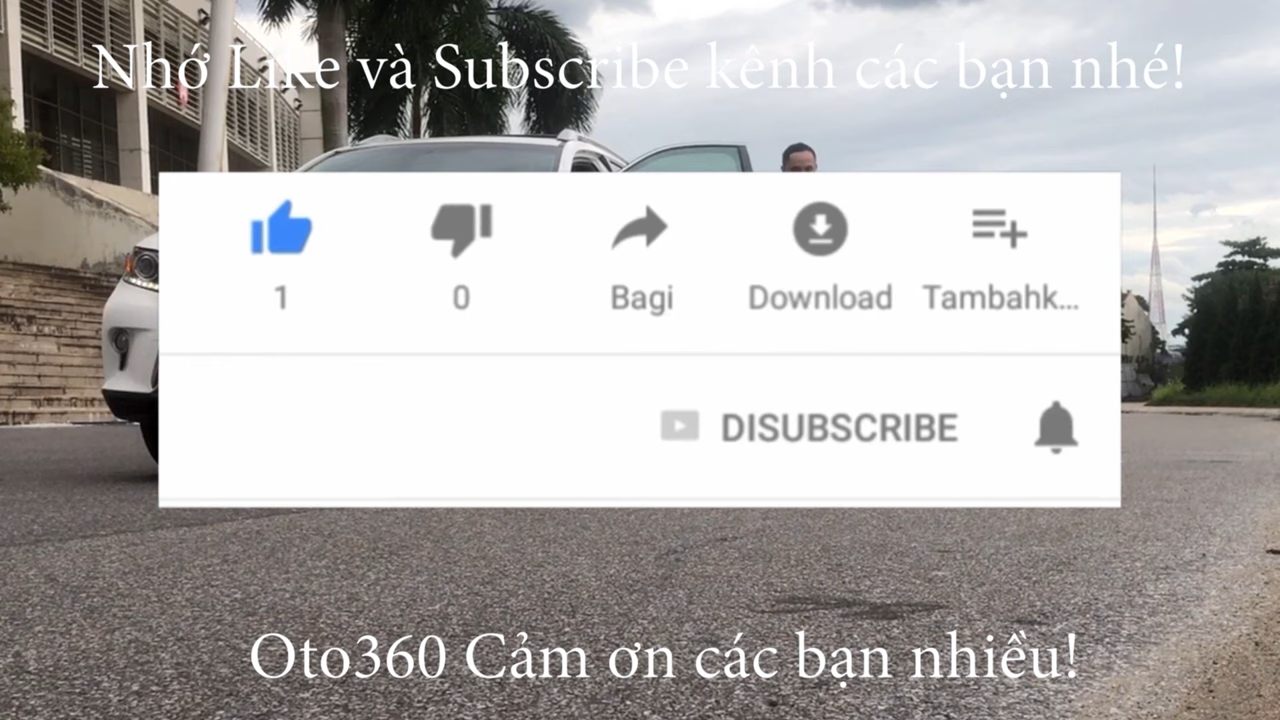 Nhớ Like và Subscribe kênh các bạn nhé!
1 0 Bagi Download Tambahk...
DISUBSCRIBE
Oto360 Cảm ơn các bạn nhiều!